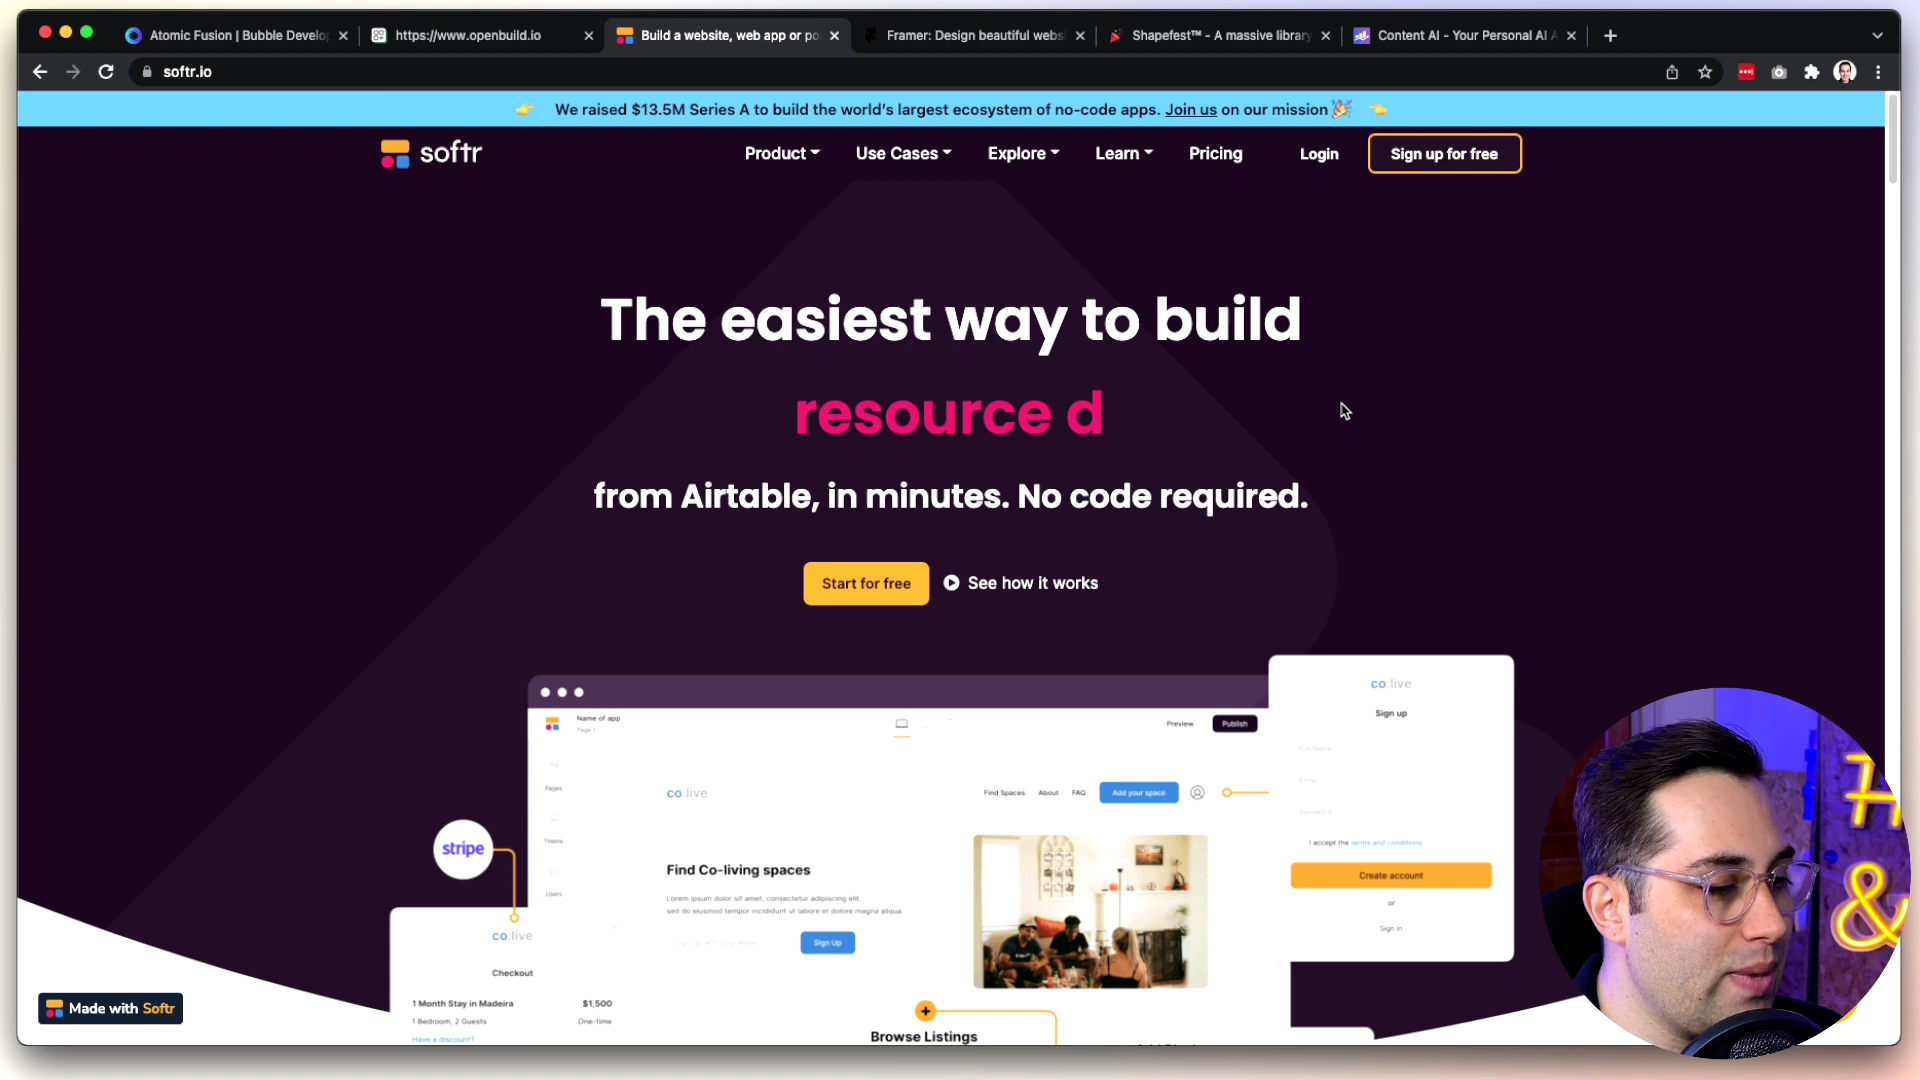 Atomic Fusion | Bubble Develo
https://www.openbuild.io
Build a website, web app or po
Framer: Design beautiful webs
Shapefest™ - A massive library
Content AI - Your Personal AI A
softr.io
We raised $13.5M Series A to build the world's largest ecosystem of no-code apps. Join us on our mission
softr
Product
Use Cases
Explore
Learn
Pricing
Login
Sign up for free
The easiest way to build
resource d
from Airtable, in minutes. No code required.
Start for free
See how it works
Name of app
Page 1
Preview
Publish
Pages
Theme
Users
co.live
Find Spaces
About
FAQ
Add your space
Find Co-living spaces
Lorem ipsum dolor sit amet, consectetur adipiscing elit,
sed do eiusmod tempor incididunt ut labore et dolore magna aliqua
Sign Up
Browse Listings
stripe
co.live
Checkout
1 Month Stay in Madeira
$1,500
1 Bedroom, 2 Guests
One-time
Have a discount?
co.live
Sign up
Full Name
Email
Password
I accept the terms and conditions
Create account
or
Sign in
Made with Softr
&